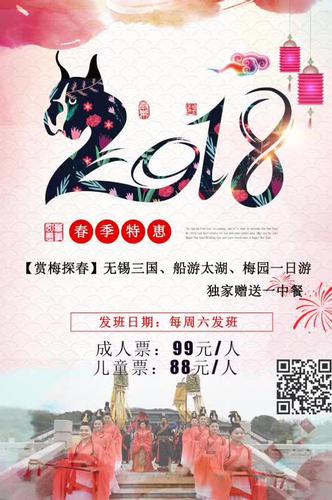 2018
春季特惠
【赏梅探春】无锡三国、船游太湖、梅园一日游
独家赠送一中餐
发班日期：每周六发班
成人票：99元/人
儿童票：88元/人